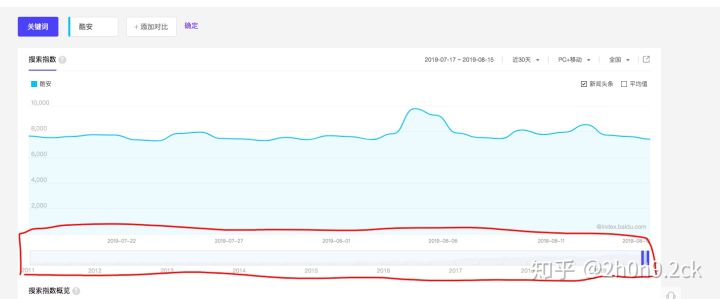 关键词 酷安 + 添加对比 确定
搜索指数 ? 2019-07-17 ~ 2019-08-15 近30天 PC+移动 全国
酷安 新闻头条 平均值
10,000
8,000
6,000
4,000
2,000
©index.baidu.com
2019-07-22 2019-07-27 2019-08-01 2019-08-06 2019-08-11
2011 2012 2013 2014 2015 2016 2017
知乎 @2h0n9.2ck
搜索指数概览 ?